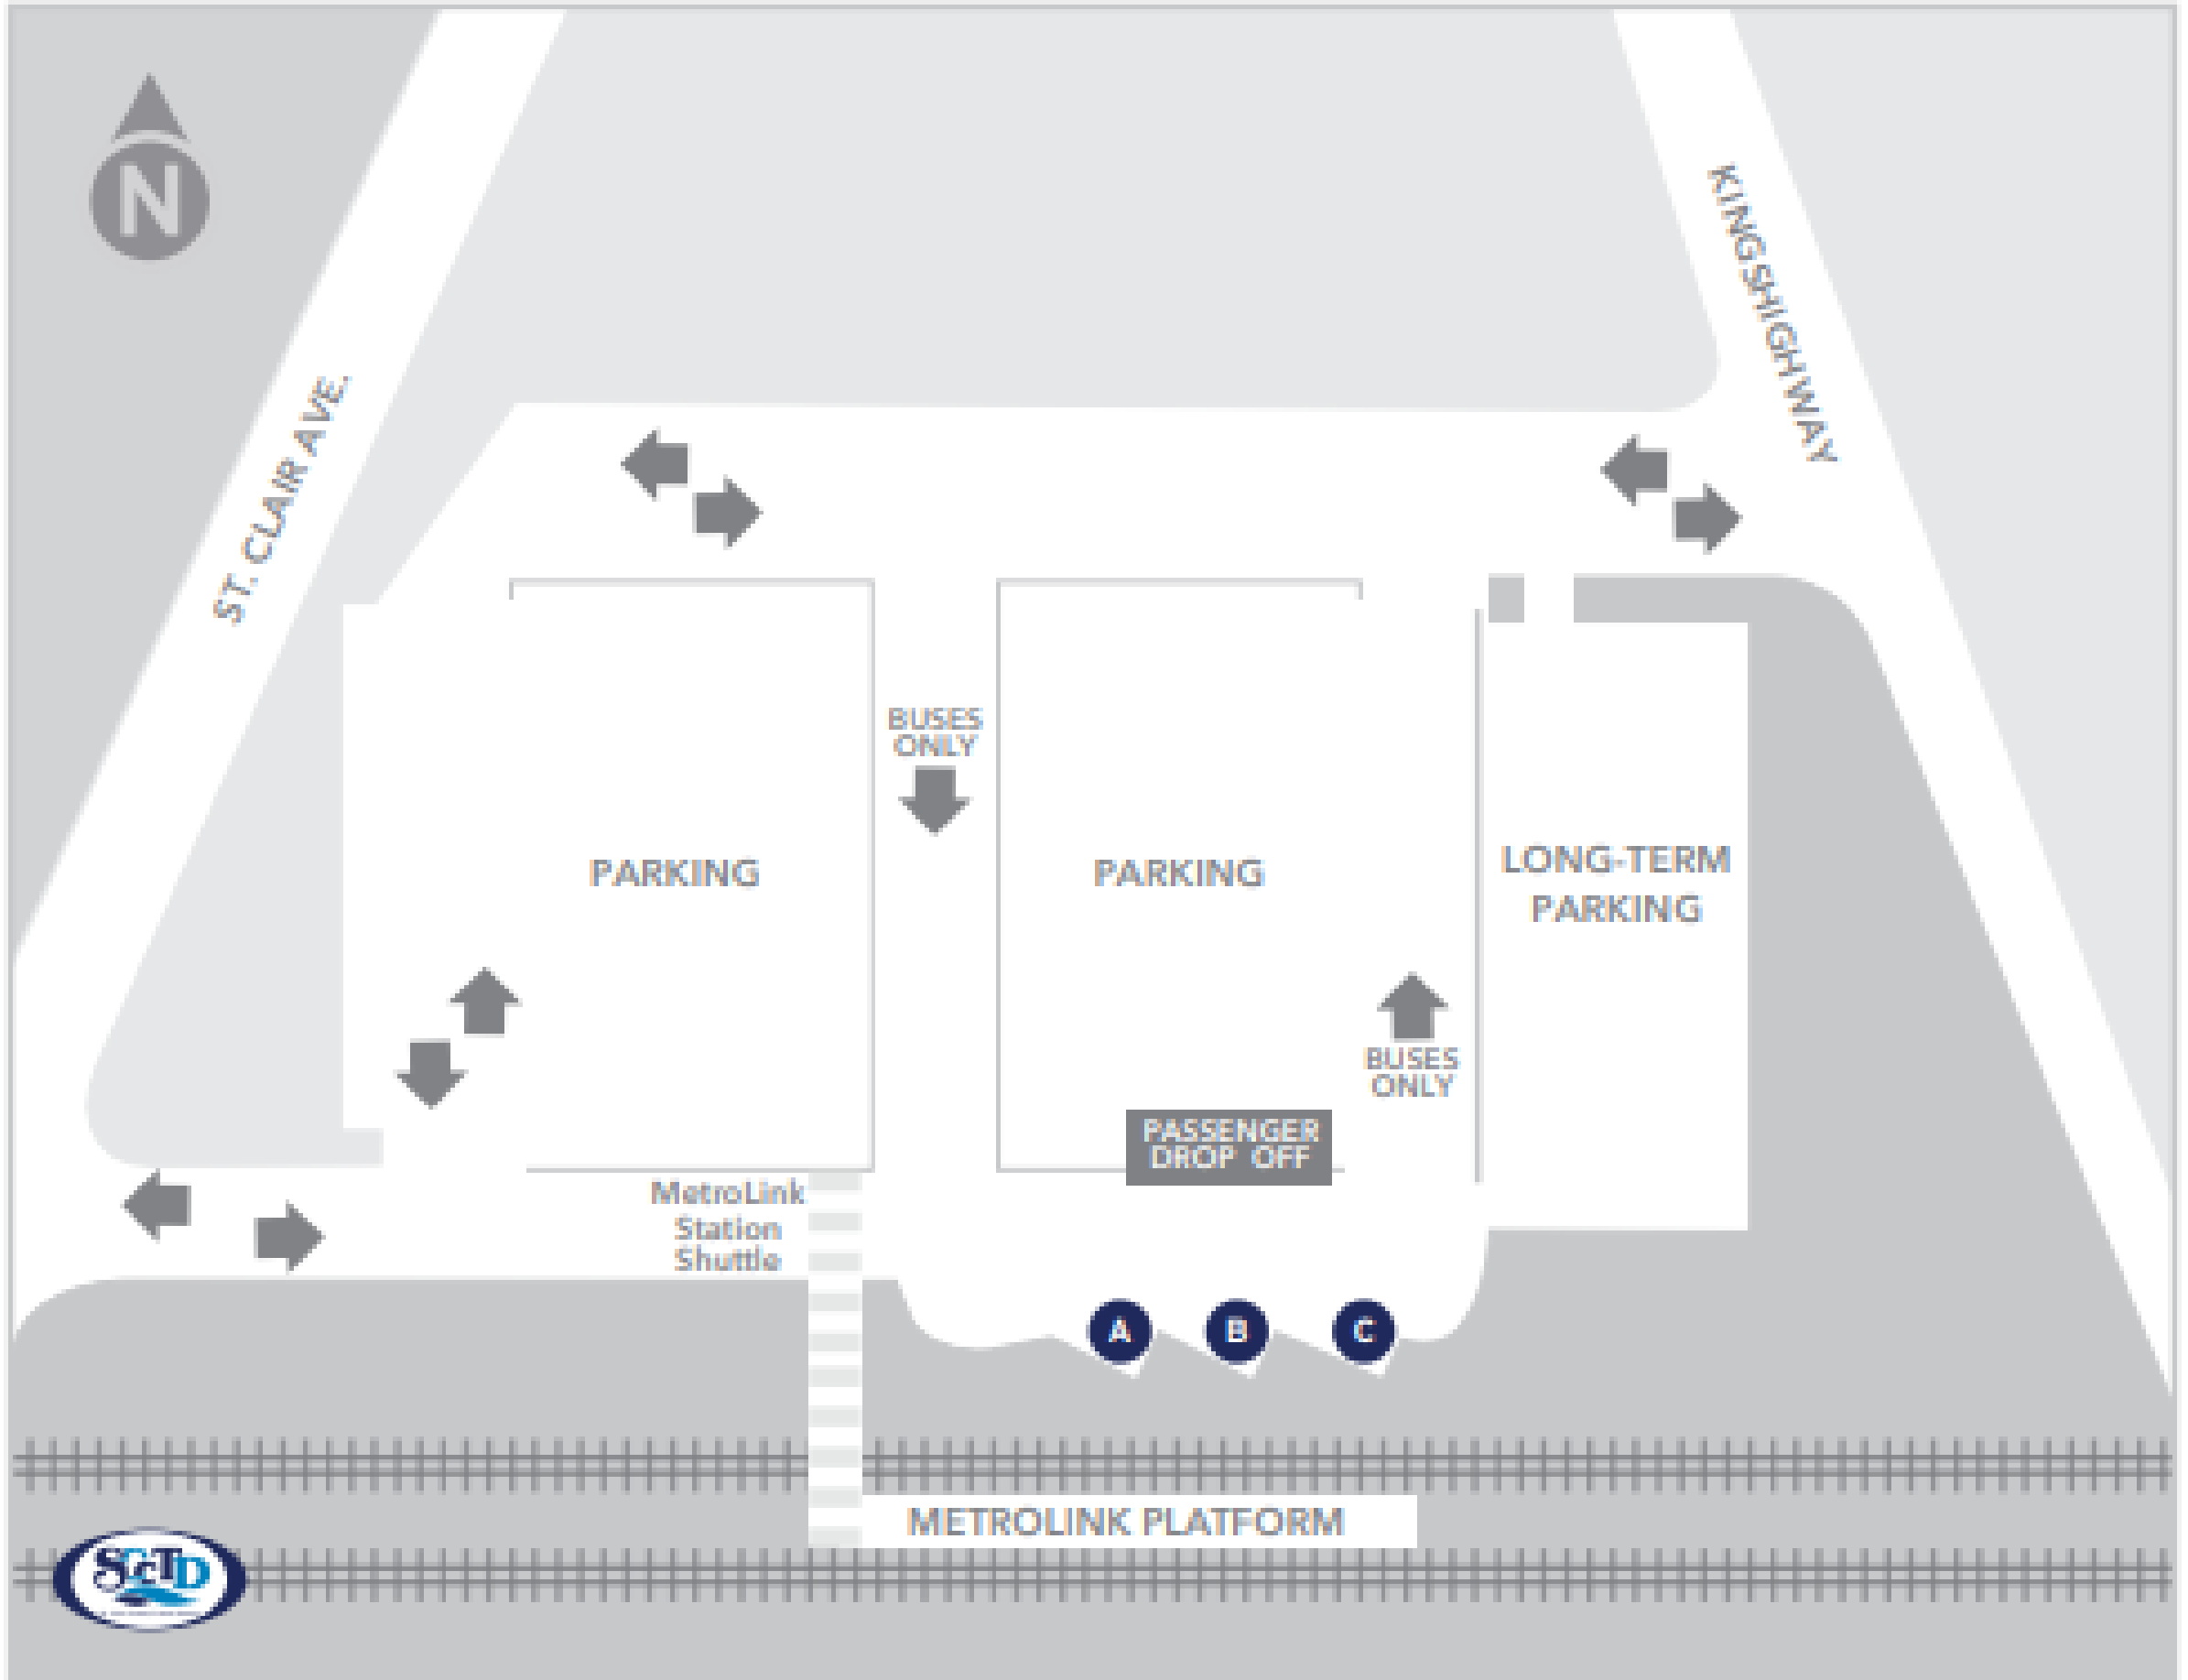 N
KINGSHIGHWAY
ST. CLAIR AVE.
BUSES
ONLY
PARKING
PARKING
LONG-TERM
PARKING
BUSES
ONLY
PASSENGER
DROP OFF
MetroLink
Station
Shuttle
A
B
C
METROLINK PLATFORM
SCTD